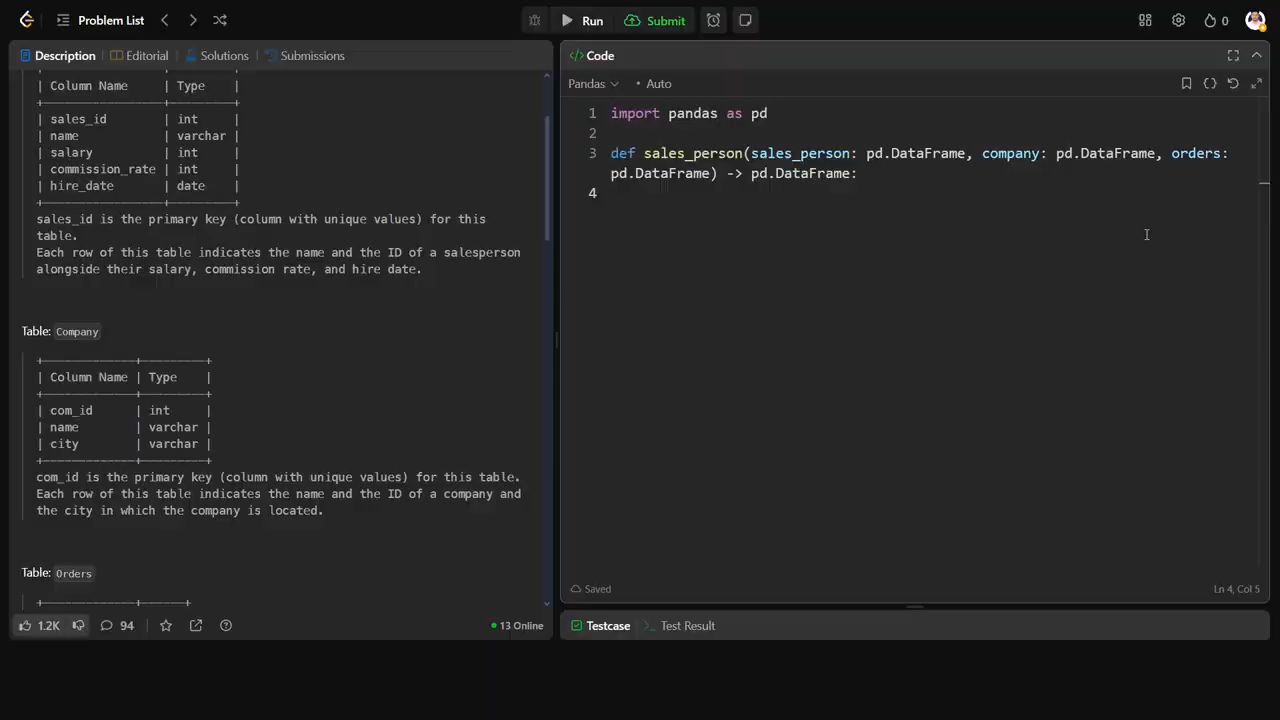 Problem List
Run
Submit
0
Description
Editorial
Solutions
Submissions
| Column Name | Type |
+-----------------+---------+
| sales_id | int |
| name | varchar |
| salary | int |
| commission_rate | int |
| hire_date | date |
+-----------------+---------+
sales_id is the primary key (column with unique values) for this
table.
Each row of this table indicates the name and the ID of a salesperson
alongside their salary, commission rate, and hire date.
Table: Company
+-------------+---------+
| Column Name | Type |
+-------------+---------+
| com_id | int |
| name | varchar |
| city | varchar |
+-------------+---------+
com_id is the primary key (column with unique values) for this table.
Each row of this table indicates the name and the ID of a company and
the city in which the company is located.
Table: Orders
+-------------+------+
1.2K
94
13 Online
</> Code
Pandas
• Auto
1 import pandas as pd
2
3 def sales_person(sales_person: pd.DataFrame, company: pd.DataFrame, orders:
pd.DataFrame) -> pd.DataFrame:
4
Saved
Ln 4, Col 5
Testcase
>_ Test Result